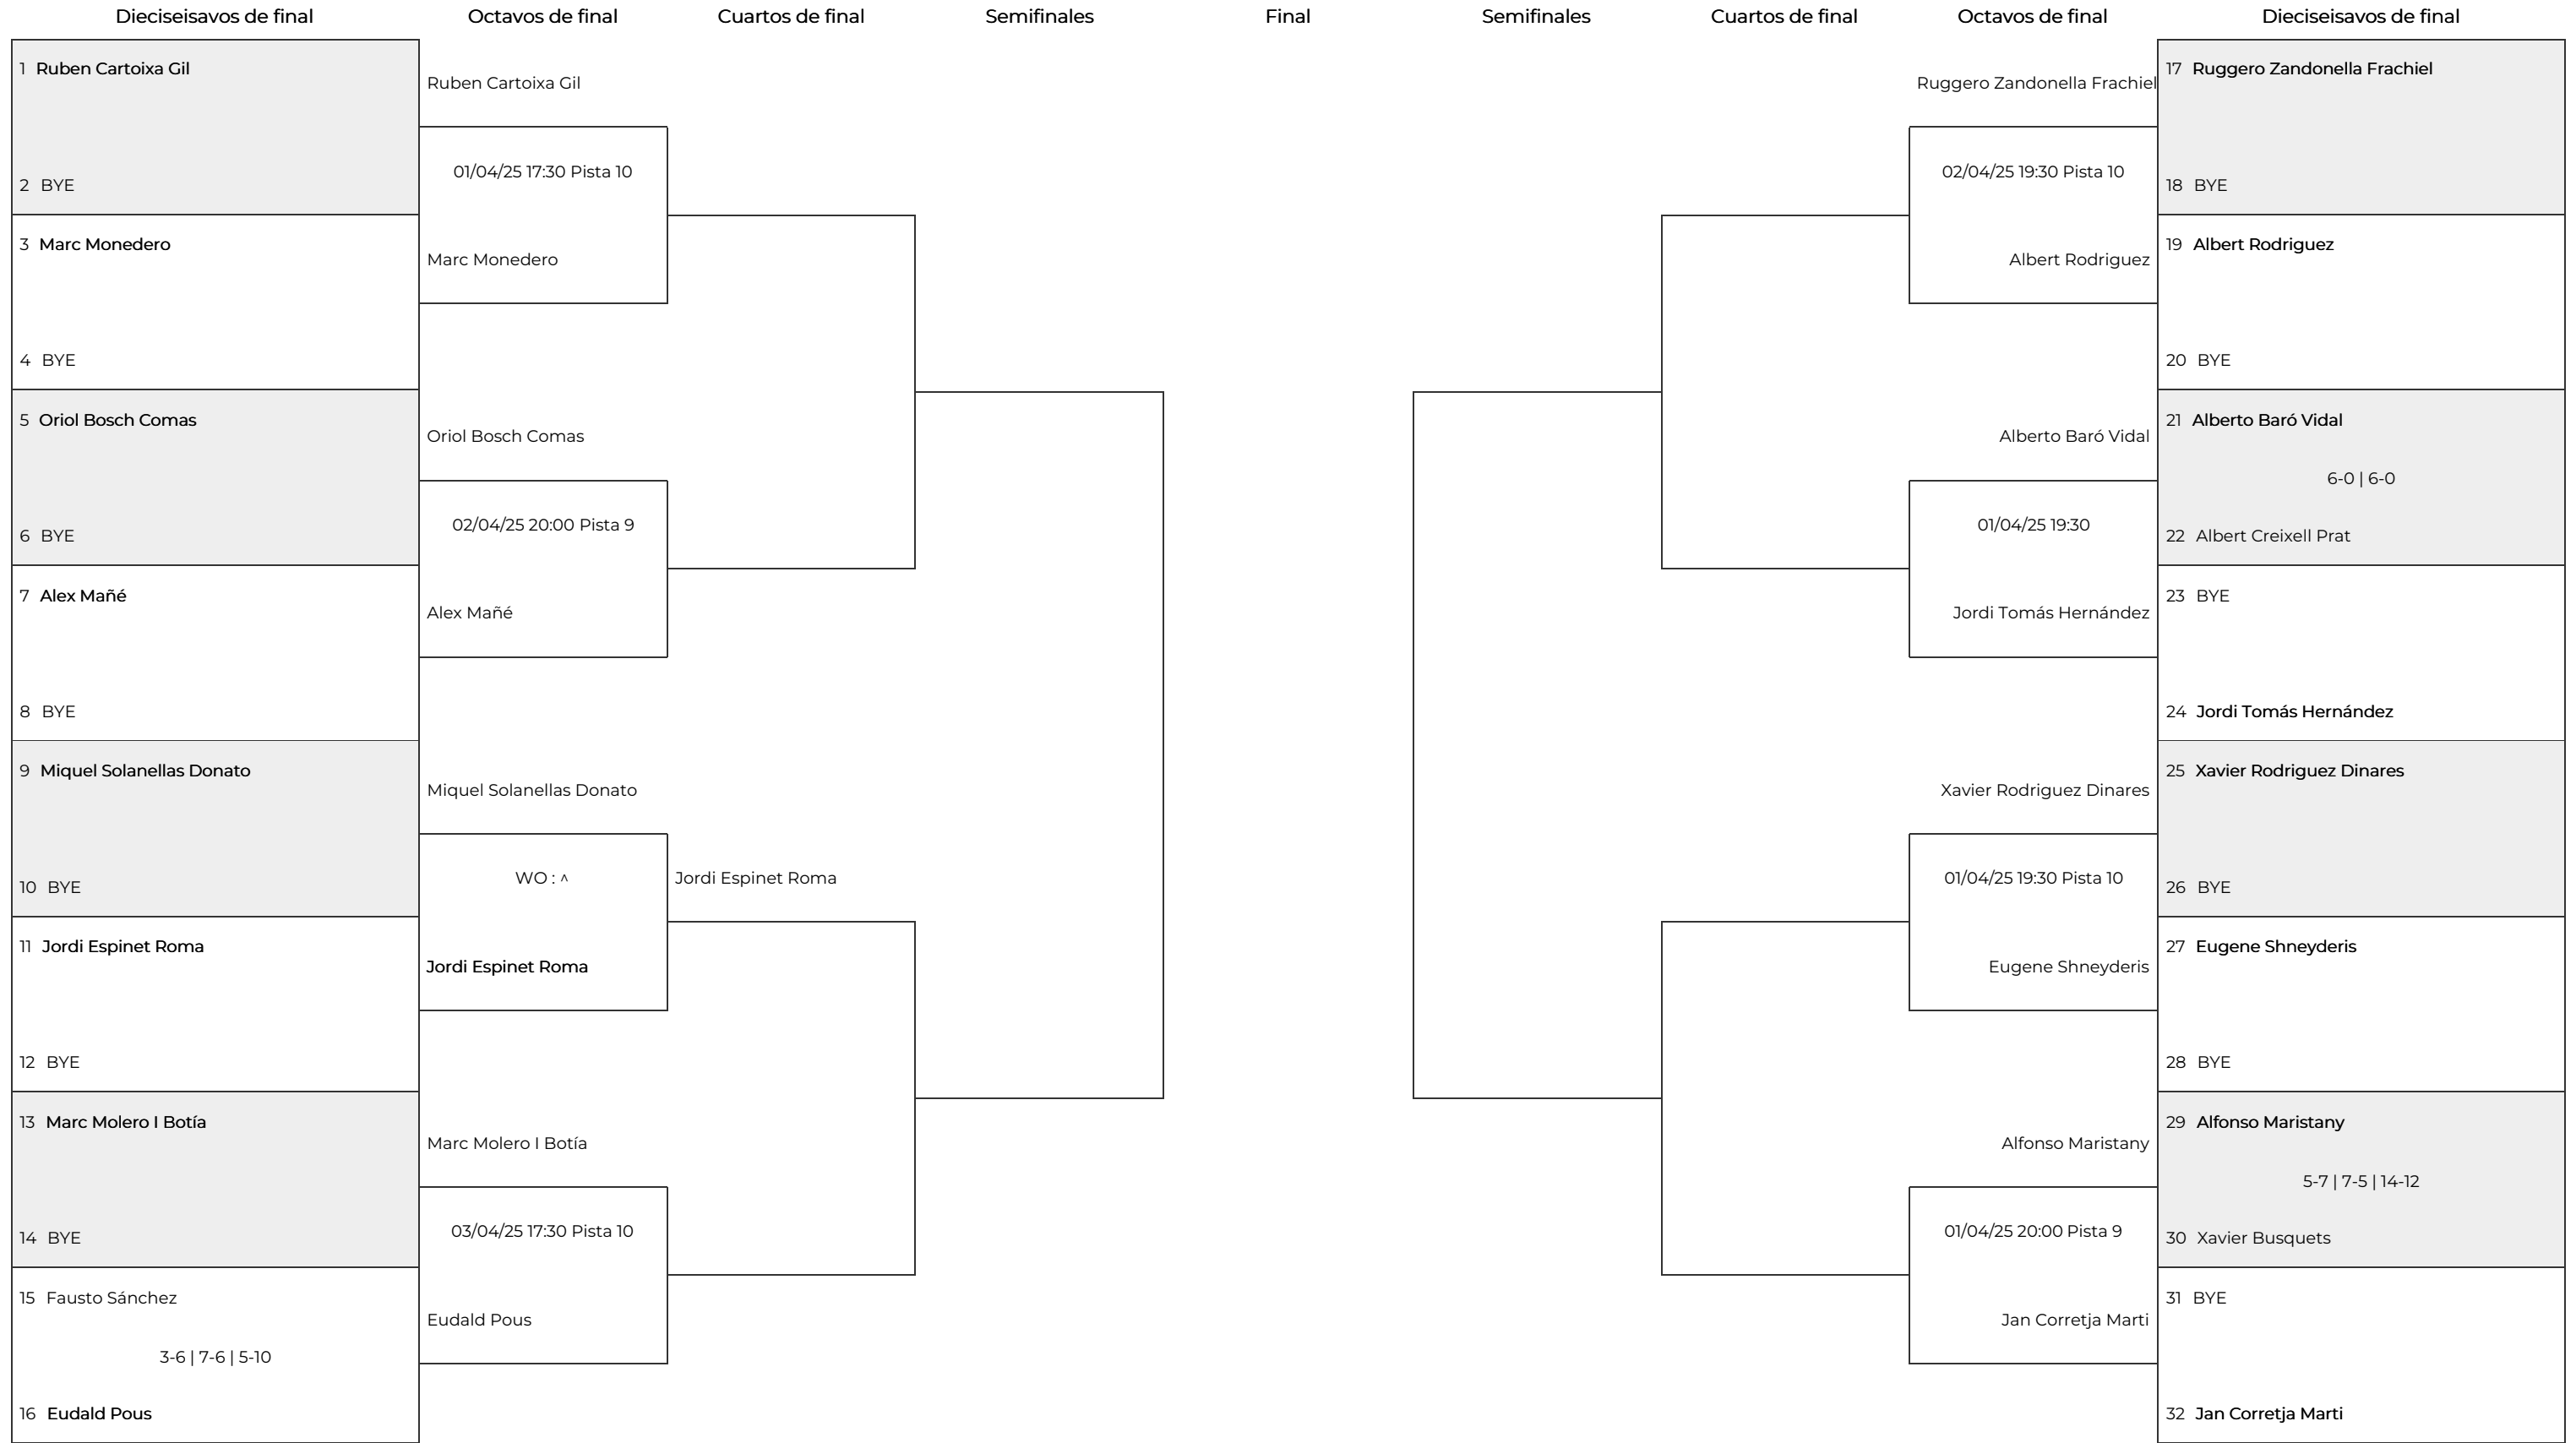 Dieciseisavos de final
Octavos de final
Cuartos de final
Semifinales
Final
Semifinales
Cuartos de final
Octavos de final
Dieciseisavos de final
1 Ruben Cartoixa Gil
2 BYE
3 Marc Monedero
4 BYE
5 Oriol Bosch Comas
6 BYE
7 Alex Mañé
8 BYE
9 Miquel Solanellas Donato
10 BYE
11 Jordi Espinet Roma
12 BYE
13 Marc Molero I Botía
14 BYE
15 Fausto Sánchez
3-6 | 7-6 | 5-10
16 Eudald Pous
Ruben Cartoixa Gil
01/04/25 17:30 Pista 10
Marc Monedero
Oriol Bosch Comas
02/04/25 20:00 Pista 9
Alex Mañé
Miquel Solanellas Donato
WO : ^
Jordi Espinet Roma
Marc Molero I Botía
03/04/25 17:30 Pista 10
Eudald Pous
Jordi Espinet Roma
Ruggero Zandonella Frachiel
02/04/25 19:30 Pista 10
Albert Rodriguez
Alberto Baró Vidal
01/04/25 19:30
Jordi Tomás Hernández
Xavier Rodriguez Dinares
01/04/25 19:30 Pista 10
Eugene Shneyderis
Alfonso Maristany
01/04/25 20:00 Pista 9
Jan Corretja Marti
17 Ruggero Zandonella Frachiel
18 BYE
19 Albert Rodriguez
20 BYE
21 Alberto Baró Vidal
6-0 | 6-0
22 Albert Creixell Prat
23 BYE
24 Jordi Tomás Hernández
25 Xavier Rodriguez Dinares
26 BYE
27 Eugene Shneyderis
28 BYE
29 Alfonso Maristany
5-7 | 7-5 | 14-12
30 Xavier Busquets
31 BYE
32 Jan Corretja Marti